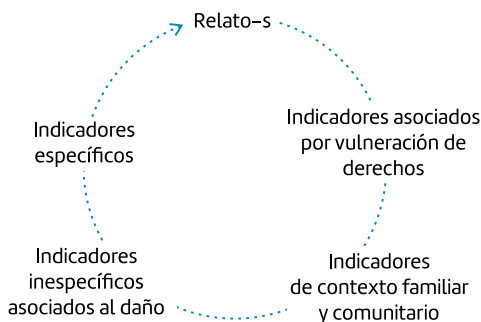 Relato-s
Indicadores asociados
por vulneración de
derechos
Indicadores
de contexto familiar
y comunitario
Indicadores
inespecíficos
asociados al daño
Indicadores
específicos